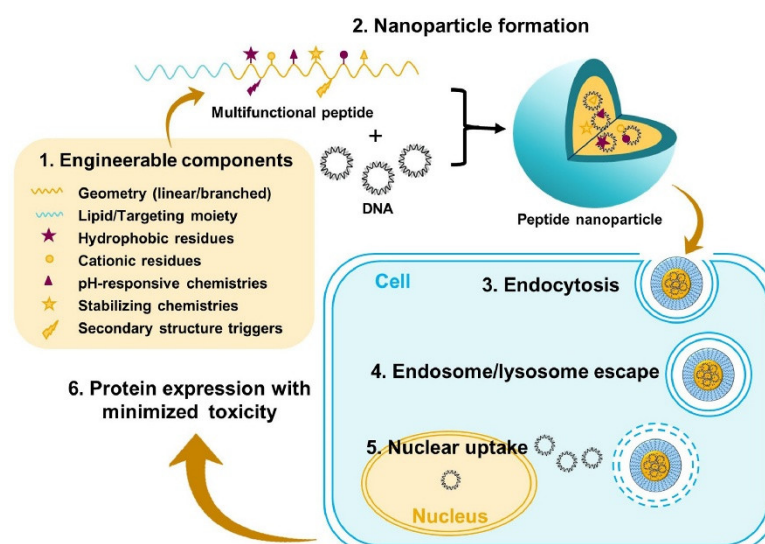 2. Nanoparticle formation
Multifunctional peptide
+
DNA
Peptide nanoparticle
1. Engineerable components
Geometry (linear/branched)
Lipid/Targeting moiety
Hydrophobic residues
Cationic residues
pH-responsive chemistries
Stabilizing chemistries
Secondary structure triggers
Cell
3. Endocytosis
4. Endosome/lysosome escape
5. Nuclear uptake
Nucleus
6. Protein expression with
minimized toxicity